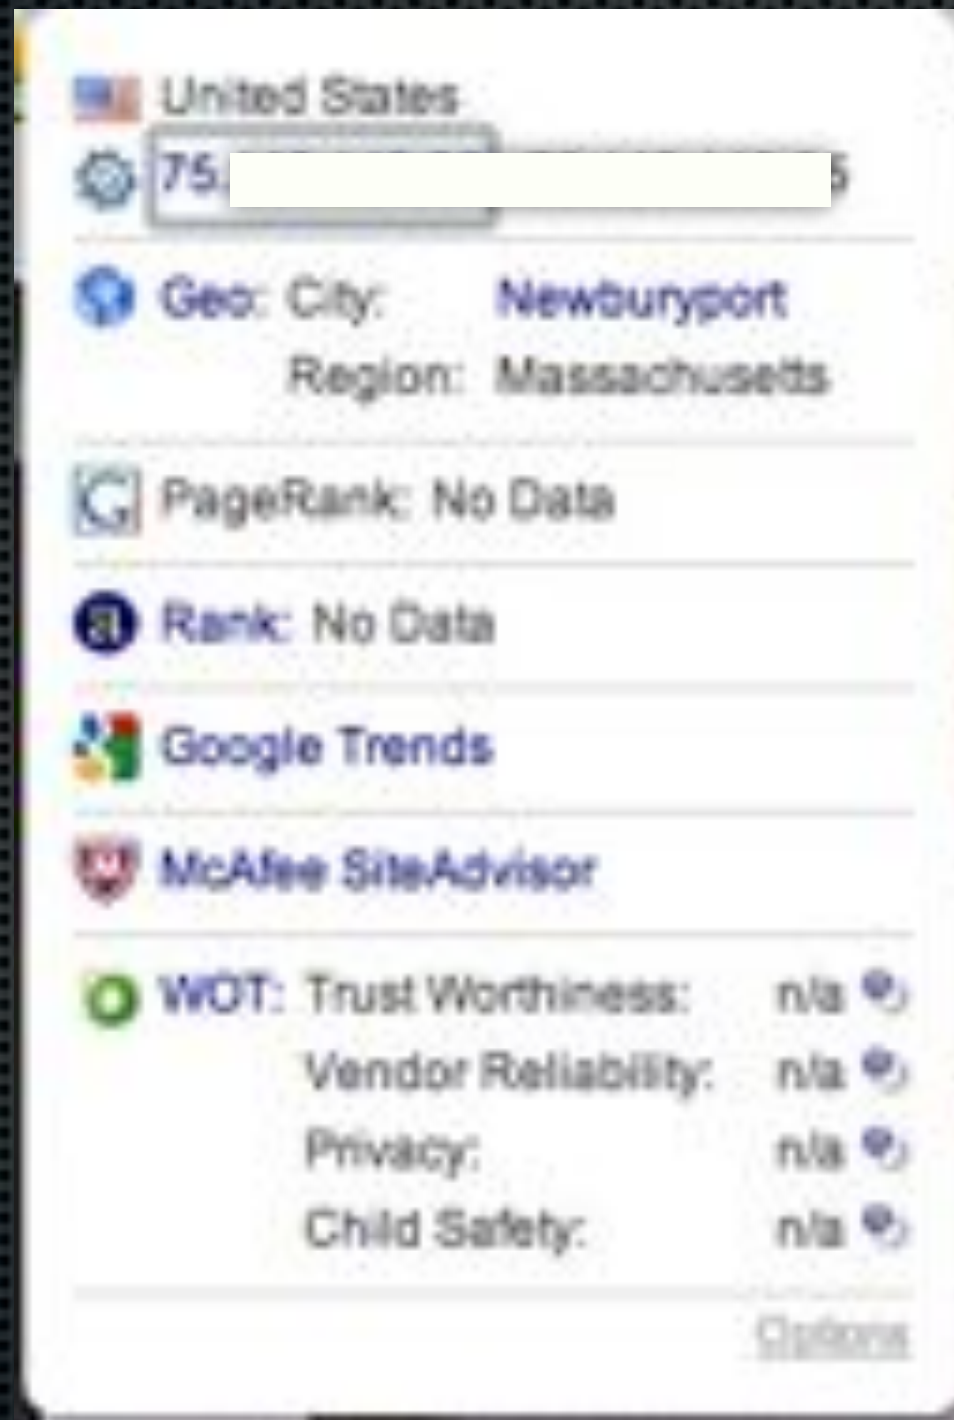 United States
75.
Geo: City: Newburyport
Region: Massachusetts
PageRank: No Data
Rank: No Data
Google Trends
McAfee SiteAdvisor
WOT: Trust Worthiness: n/a
Vendor Reliability: n/a
Privacy: n/a
Child Safety: n/a
Options